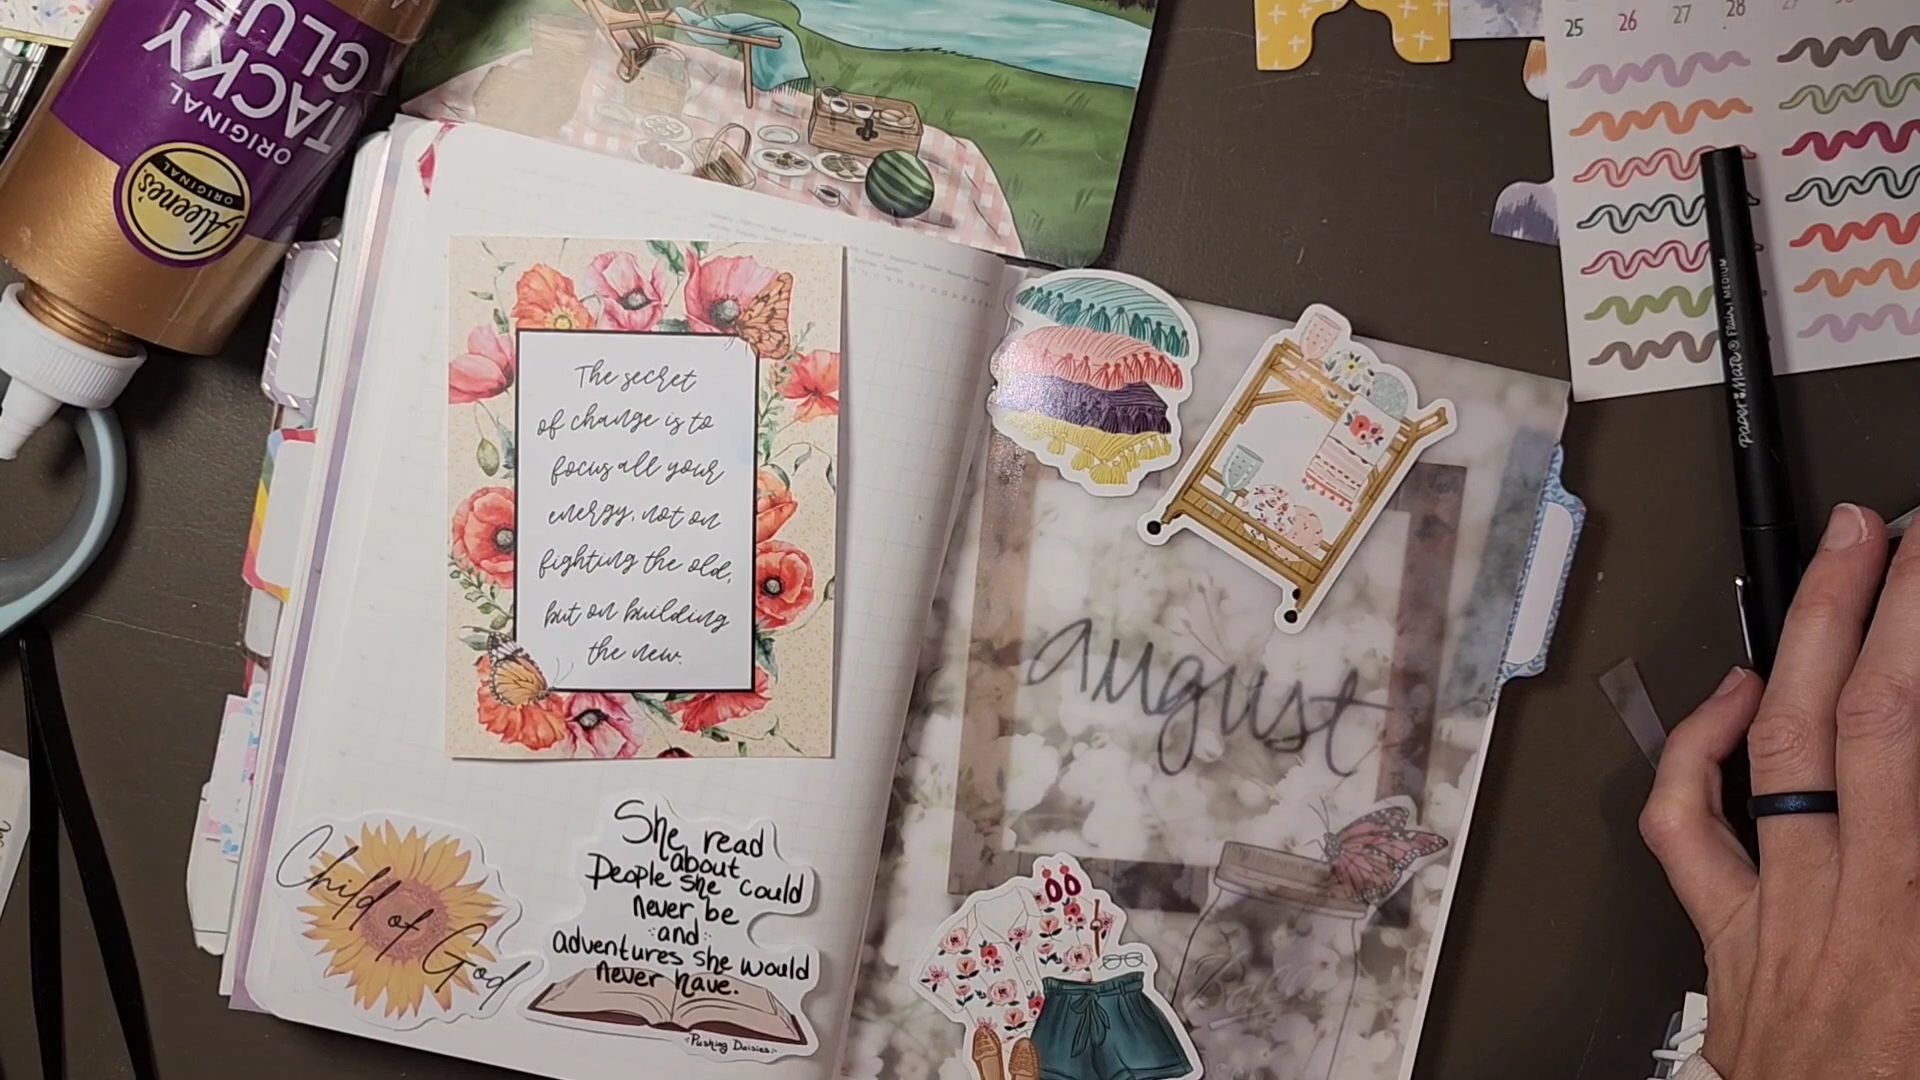 ORIGINAL
TACKY
GLUE
Aleene's
ORIGINAL
25 26 27 28
PAPER MATE Flair MEDIUM
The secret
of change is to
focus all your
energy, not on
fighting the old,
but on building
the new.
august
Child of God
She read
about
People she could
never be
and
adventures she would
never have.
Pushing Daisies